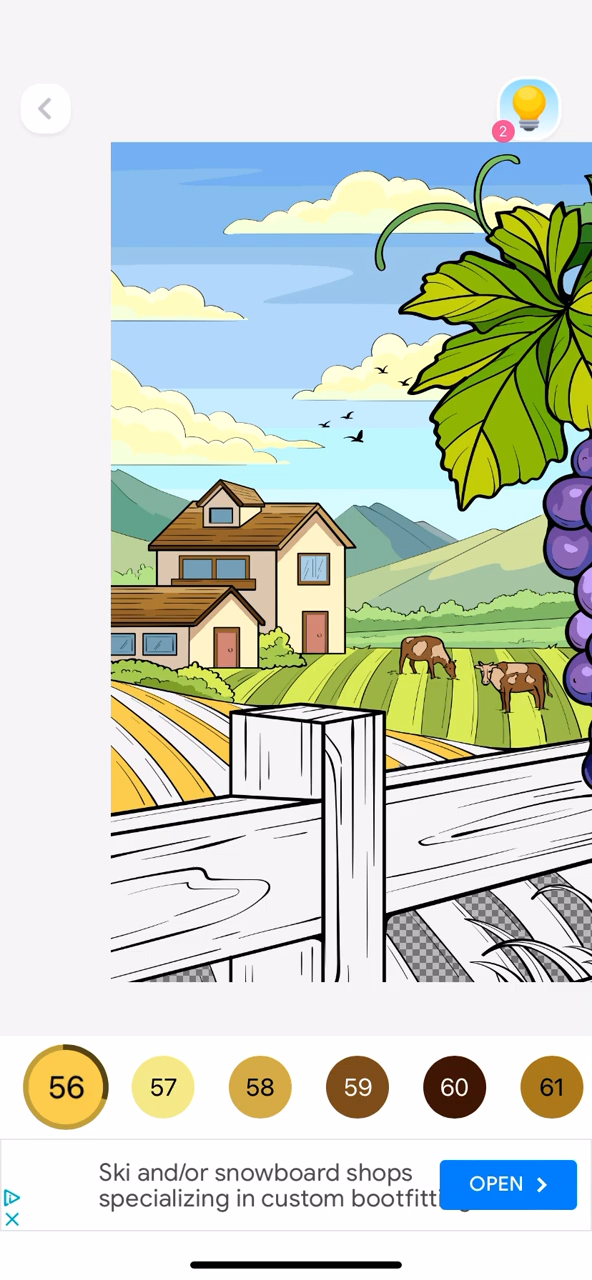 2
56
57
58
59
60
61
Ski and/or snowboard shops
specializing in custom bootfitti
OPEN